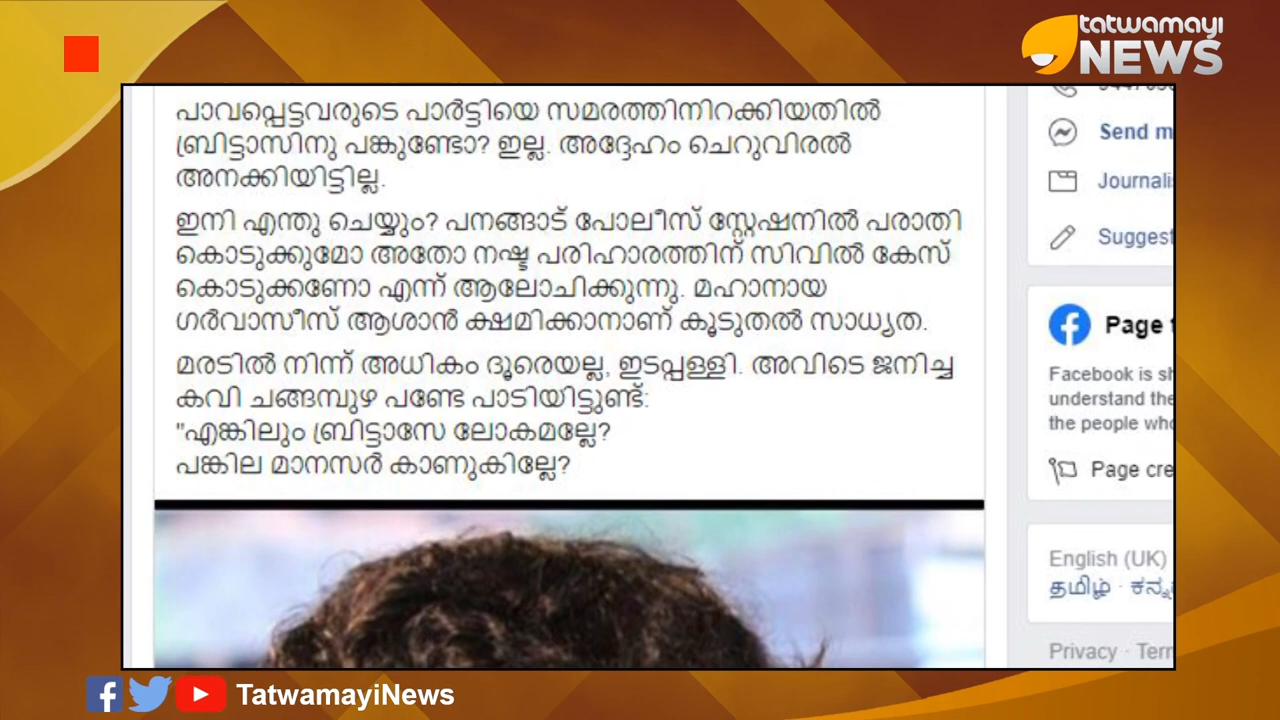 tatwamayi
NEWS
പാവപ്പെട്ടവരുടെ പാർട്ടിയെ സമരത്തിനിറക്കിയതിൽ
ബ്രിട്ടാസിനു പങ്കുണ്ടോ? ഇല്ല. അദ്ദേഹം ചെറുവിരൽ
അനക്കിയിട്ടില്ല.
ഇനി എന്തു ചെയ്യും? പനങ്ങാട് പോലീസ് സ്റ്റേഷനിൽ പരാതി
കൊടുക്കുമോ അതോ നഷ്ട പരിഹാരത്തിന് സിവിൽ കേസ്
കൊടുക്കണോ എന്ന് ആലോചിക്കുന്നു. മഹാനായ
ഗർവാസീസ് ആശാൻ ക്ഷമിക്കാനാണ് കൂടുതൽ സാധ്യത.
മരടിൽ നിന്ന് അധികം ദൂരെയല്ല, ഇടപ്പള്ളി. അവിടെ ജനിച്ച
കവി ചങ്ങമ്പുഴ പണ്ടേ പാടിയിട്ടുണ്ട്:
"എങ്കിലും ബ്രിട്ടാസേ ലോകമല്ലേ?
പങ്കില മാനസർ കാണുകില്ലേ?
Send m
Journali
Suggest
Page
Facebook is sh
understand the
the people who
Page cre
English (UK)
தமிழ் ·
Privacy · Term
TatwamayiNews